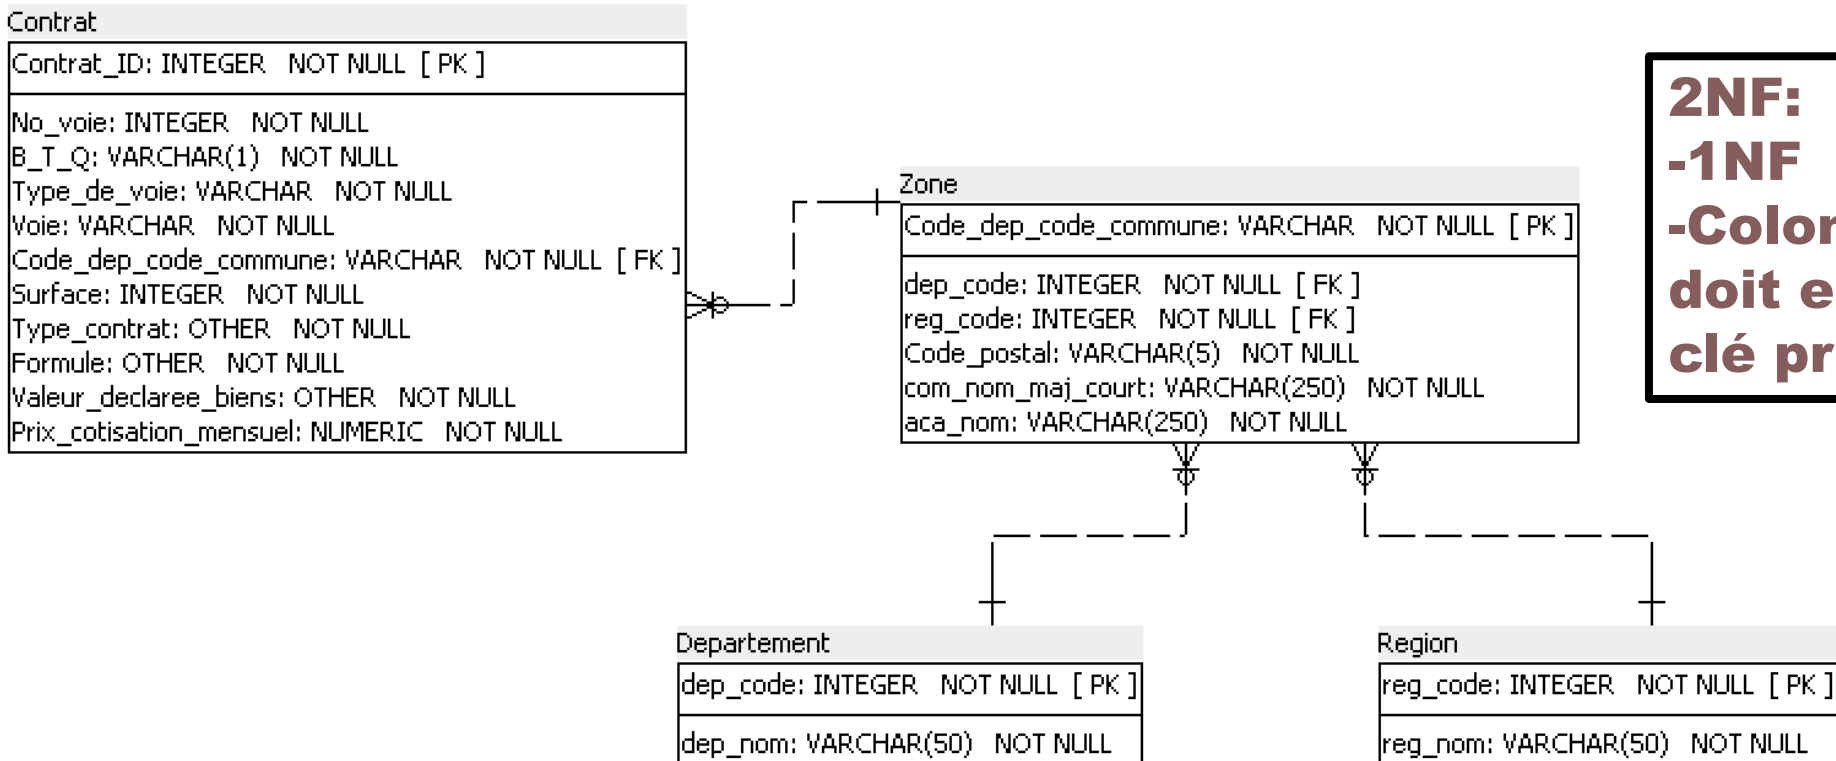 Contrat
Contrat_ID: INTEGER NOT NULL [ PK ]
No_voie: INTEGER NOT NULL
B_T_Q: VARCHAR(1) NOT NULL
Type_de_voie: VARCHAR NOT NULL
Voie: VARCHAR NOT NULL
Code_dep_code_commune: VARCHAR NOT NULL [ FK ]
Surface: INTEGER NOT NULL
Type_contrat: OTHER NOT NULL
Formule: OTHER NOT NULL
Valeur_declaree_biens: OTHER NOT NULL
Prix_cotisation_mensuel: NUMERIC NOT NULL
Zone
Code_dep_code_commune: VARCHAR NOT NULL [ PK ]
dep_code: INTEGER NOT NULL [ FK ]
reg_code: INTEGER NOT NULL [ FK ]
Code_postal: VARCHAR(5) NOT NULL
com_nom_maj_court: VARCHAR(250) NOT NULL
aca_nom: VARCHAR(250) NOT NULL
2NF:
-1NF
doit
clé
Departement
dep_code: INTEGER NOT NULL [ PK ]
dep_nom: VARCHAR(50) NOT NULL
Region
reg_code: INTEGER NOT NULL [ PK ]
reg_nom: VARCHAR(50) NOT NULL